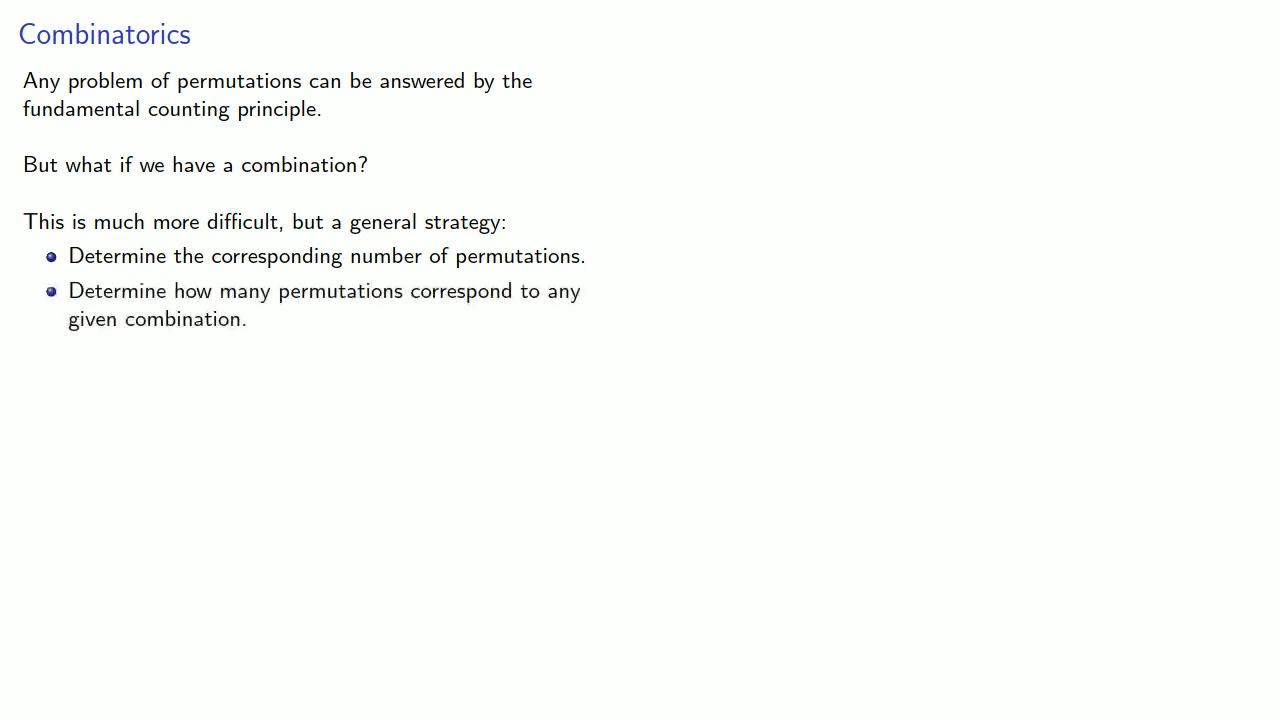 Combinatorics
Any problem of permutations can be answered by the
fundamental counting principle.
But what if we have a combination?
This is much more difficult, but a general strategy:
Determine the corresponding number of permutations.
Determine how many permutations correspond to any
given combination.